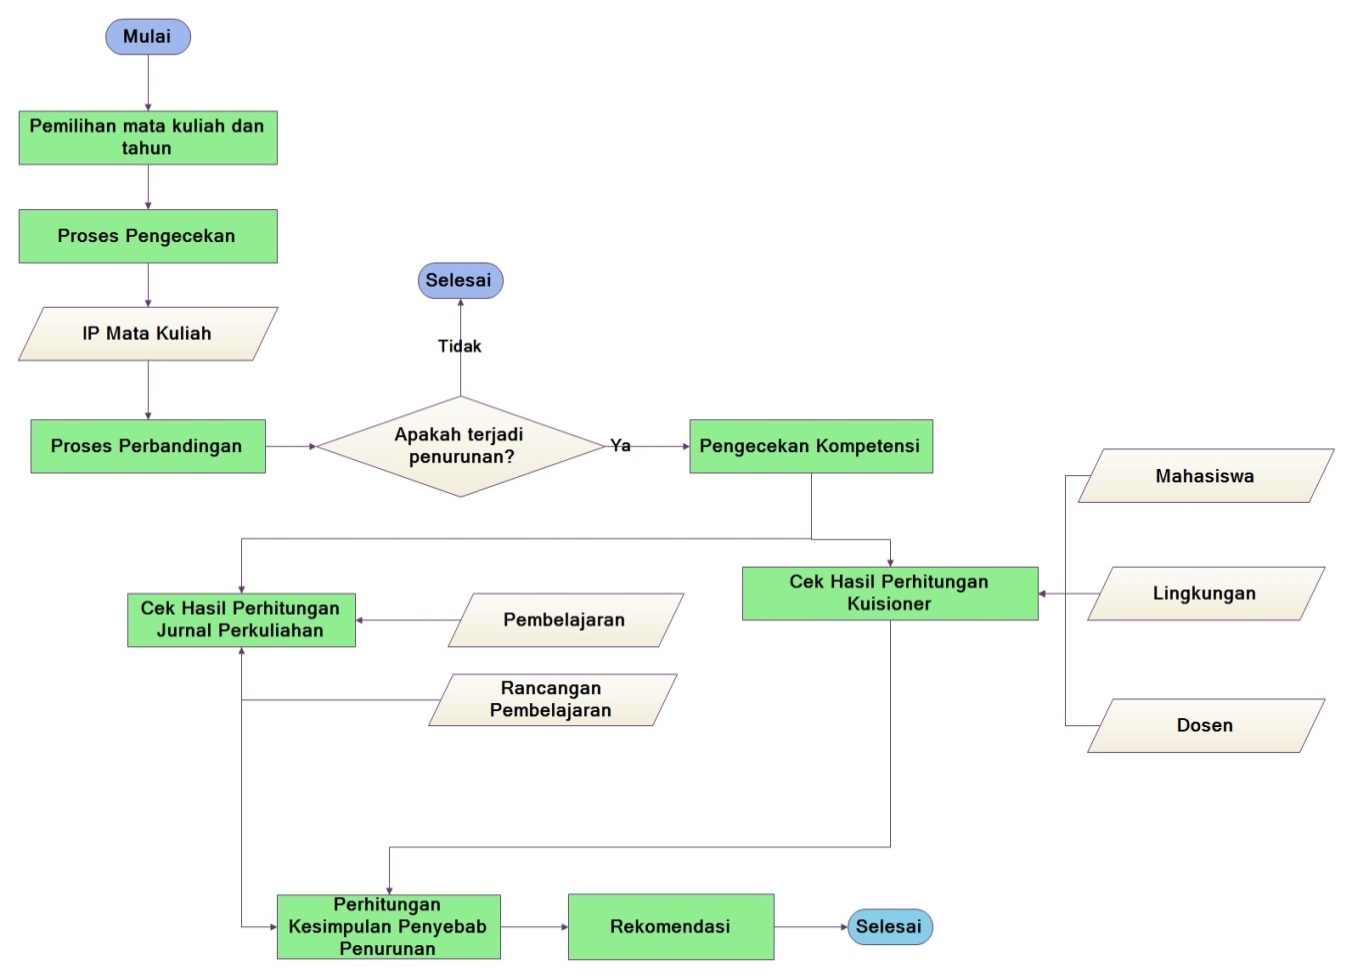 Mulai
Pemilihan mata kuliah dan
tahun
Proses Pengecekan
IP Mata Kuliah
Proses Perbandingan
Apakah terjadi
penurunan?
Tidak
Selesai
Ya
Pengecekan Kompetensi
Cek Hasil Perhitungan
Jurnal Perkuliahan
Pembelajaran
Rancangan
Pembelajaran
Cek Hasil Perhitungan
Kuisioner
Mahasiswa
Lingkungan
Dosen
Perhitungan
Kesimpulan Penyebab
Penurunan
Rekomendasi
Selesai